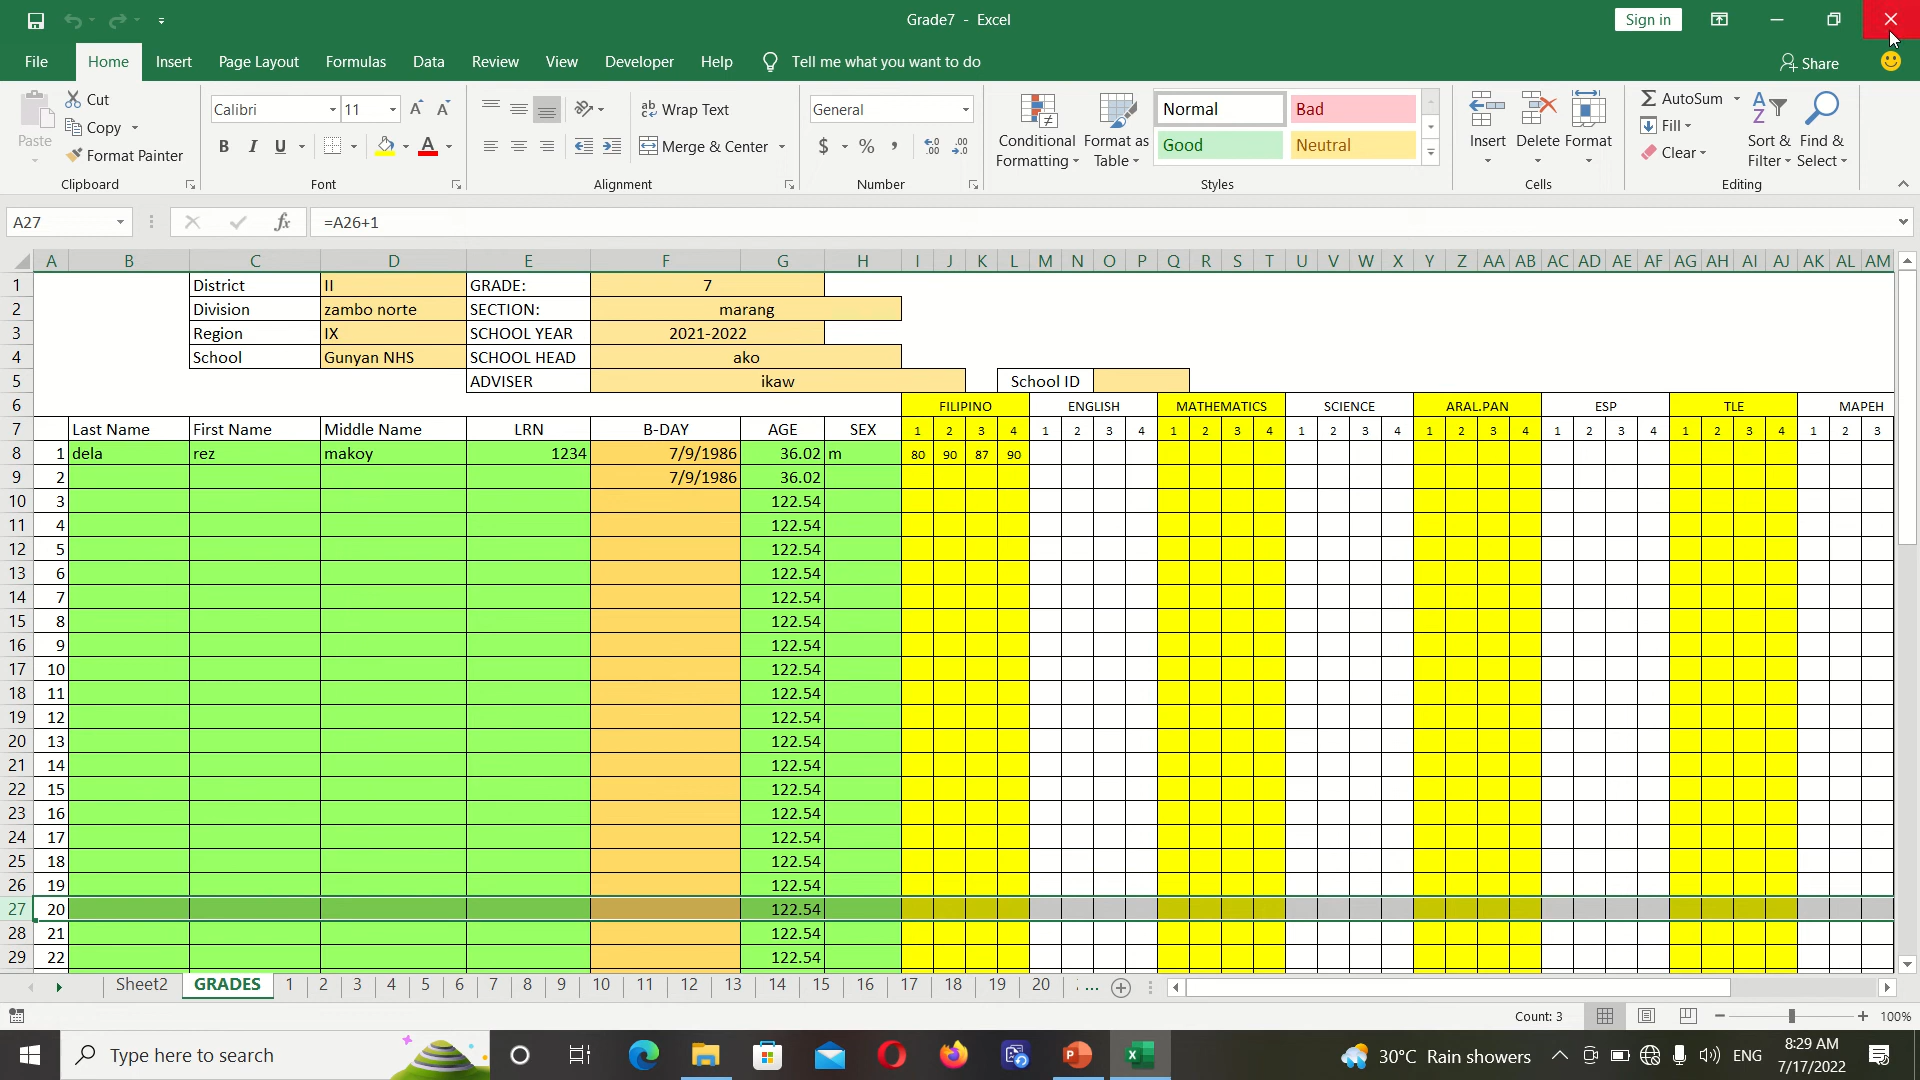 Grade7 - Excel
Sign in
File Home Insert Page Layout Formulas Data Review View Developer Help Tell me what you want to do Share
Paste Cut Copy Format Painter Clipboard
Calibri 11 B I U A Font
Wrap Text Merge & Center Alignment
General $ % , Number
Conditional Formatting Format as Table Normal Bad Good Neutral Styles
Insert Delete Format Cells
AutoSum Fill Clear Sort & Filter Find & Select Editing
A27 fx =A26+1
A B C D E F G H I J K L M N O P Q R S T U V W X Y Z AA AB AC AD AE AF AG AH AI AJ AK AL AM
1 District II GRADE: 7
2 Division zambo norte SECTION: marang
3 Region IX SCHOOL YEAR 2021-2022
4 School Gunyan NHS SCHOOL HEAD ako
5 ADVISER ikaw School ID
6 FILIPINO ENGLISH MATHEMATICS SCIENCE ARAL.PAN ESP TLE MAPEH
7 Last Name First Name Middle Name LRN B-DAY AGE SEX 1 2 3 4 1 2 3 4 1 2 3 4 1 2 3 4 1 2 3 4 1 2 3 4 1 2 3 4 1 2 3
8 1 dela rez makoy 1234 7/9/1986 36.02 m 80 90 87 90
9 2 7/9/1986 36.02
10 3 122.54
11 4 122.54
12 5 122.54
13 6 122.54
14 7 122.54
15 8 122.54
16 9 122.54
17 10 122.54
18 11 122.54
19 12 122.54
20 13 122.54
21 14 122.54
22 15 122.54
23 16 122.54
24 17 122.54
25 18 122.54
26 19 122.54
27 20 122.54
28 21 122.54
29 22 122.54
Sheet2 GRADES 1 2 3 4 5 6 7 8 9 10 11 12 13 14 15 16 17 18 19 20 ...
Count: 3 100%
Type here to search
30°C Rain showers
ENG
8:29 AM
7/17/2022